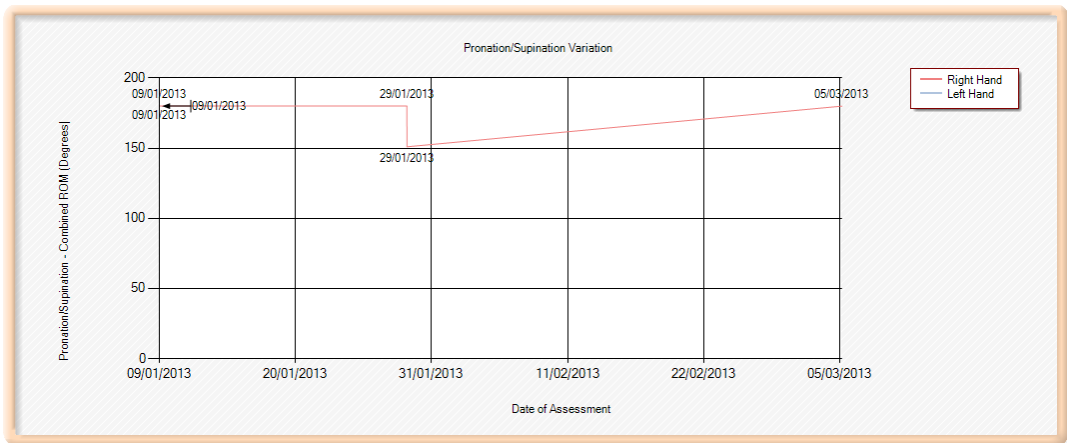 Pronation/Supination Variation
Right Hand
Left Hand
Pronation/Supination - Combined ROM (Degrees)
200
150
100
50
0
09/01/2013
09/01/2013
09/01/2013
29/01/2013
29/01/2013
05/03/2013
09/01/2013 20/01/2013 31/01/2013 11/02/2013 22/02/2013 05/03/2013
Date of Assessment